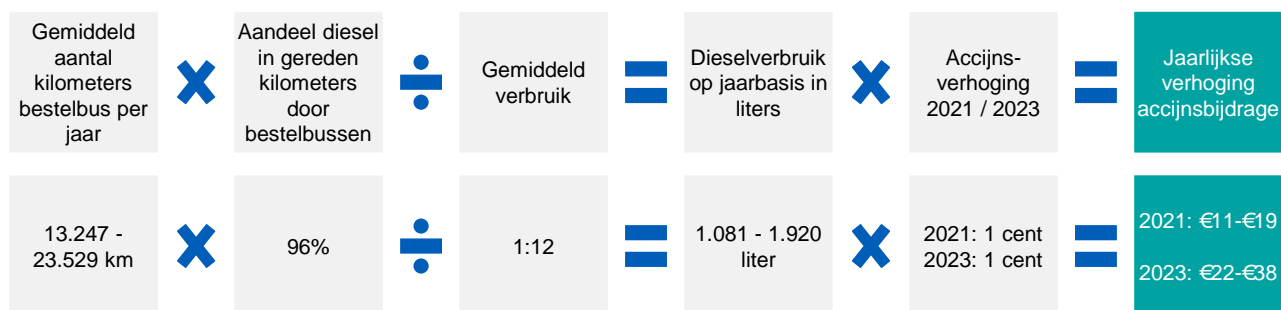 Gemiddeld
aantal
kilometers
bestelbus per
jaar
Aandeel diesel
in gereden
kilometers
door
bestelbussen
Gemiddeld
verbruik
Dieselverbruik
op jaarbasis in
liters
Accijns-
verhoging
2021 / 2023
Jaarlijkse
verhoging
accijnsbijdrage
13.247 -
23.529 km
96%
1:12
1.081 - 1.920
liter
2021: 1 cent
2023: 1 cent
2021: €11-€19
2023: €22-€38